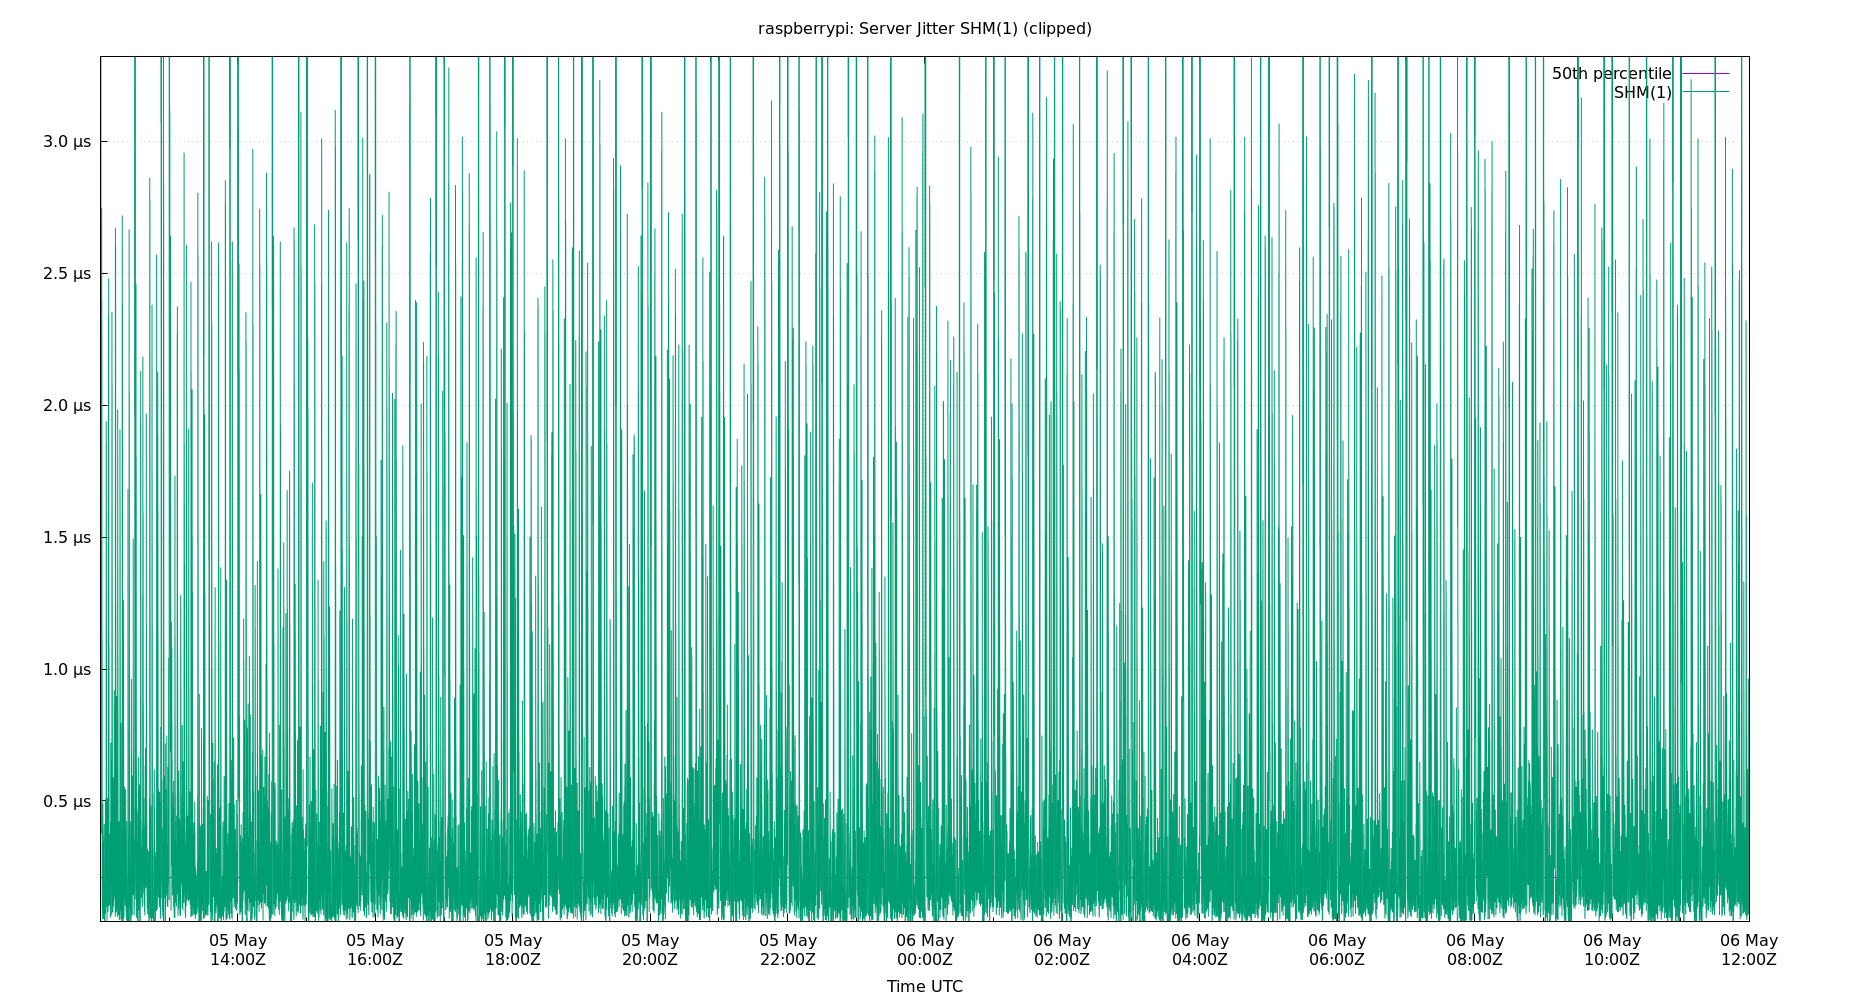 raspberrypi: Server Jitter SHM(1) (clipped)
50th percentile
SHM(1)
3.0 µs
2.5 µs
2.0 µs
1.5 µs
1.0 µs
0.5 µs
05 May 05 May 05 May 05 May 05 May 06 May 06 May 06 May 06 May 06 May 06 May 06 May
14:00Z 16:00Z 18:00Z 20:00Z 22:00Z 00:00Z 02:00Z 04:00Z 06:00Z 08:00Z 10:00Z 12:00Z
Time UTC